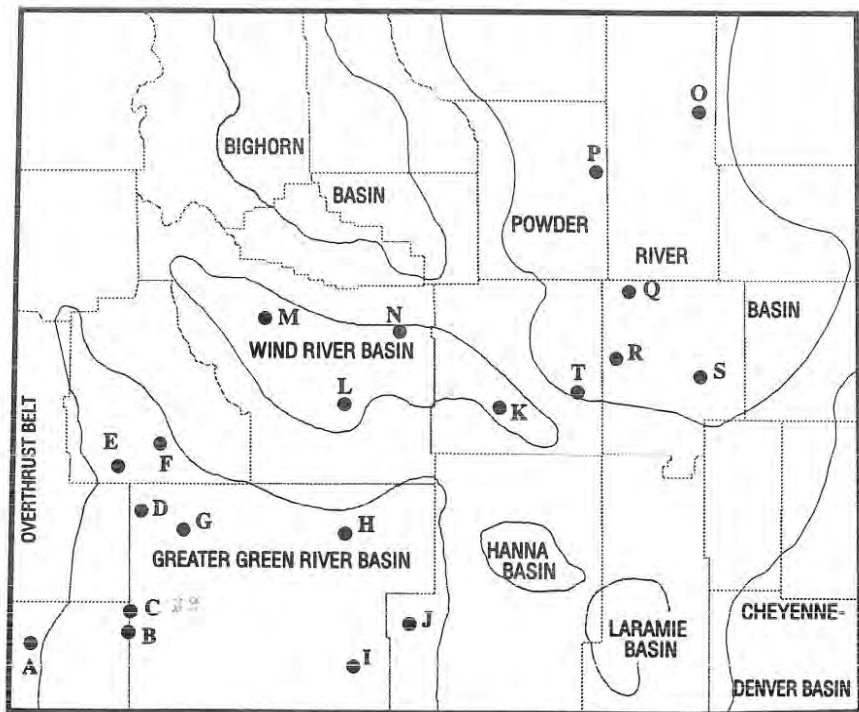 O
P
BIGHORN
BASIN
POWDER
RIVER
Q
M
N
BASIN
WIND RIVER BASIN
R
T
S
L
K
OVERTHRUST BELT
E
F
D
G
H
GREATER GREEN RIVER BASIN
HANNA
BASIN
C
B
J
A
I
LARAMIE
BASIN
CHEYENNE-
DENVER BASIN